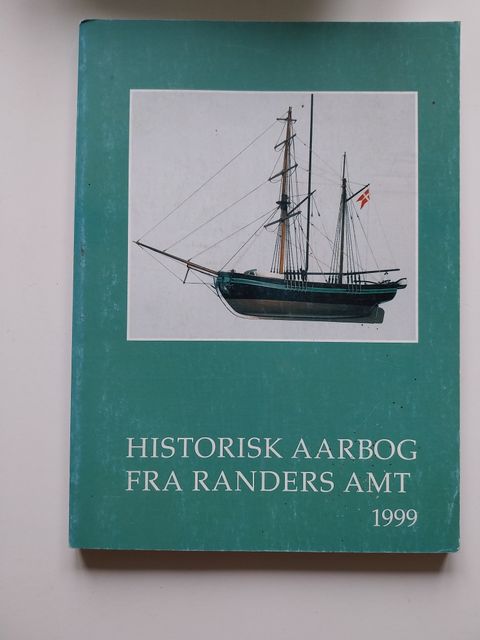 HISTORISK AARBOG
FRA RANDERS AMT
1999